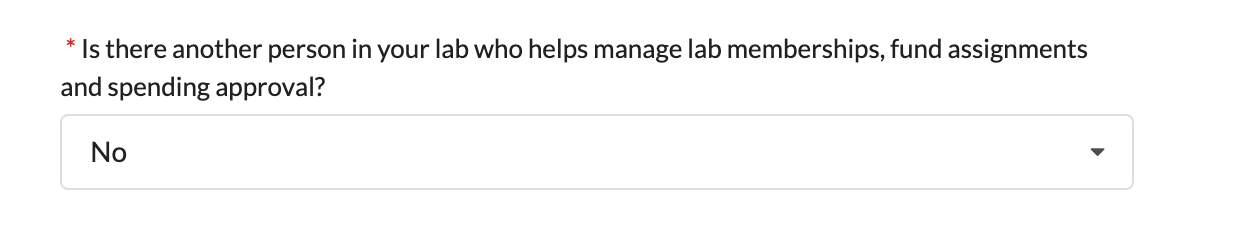 * Is there another person in your lab who helps manage lab memberships, fund assignments
and spending approval?
No